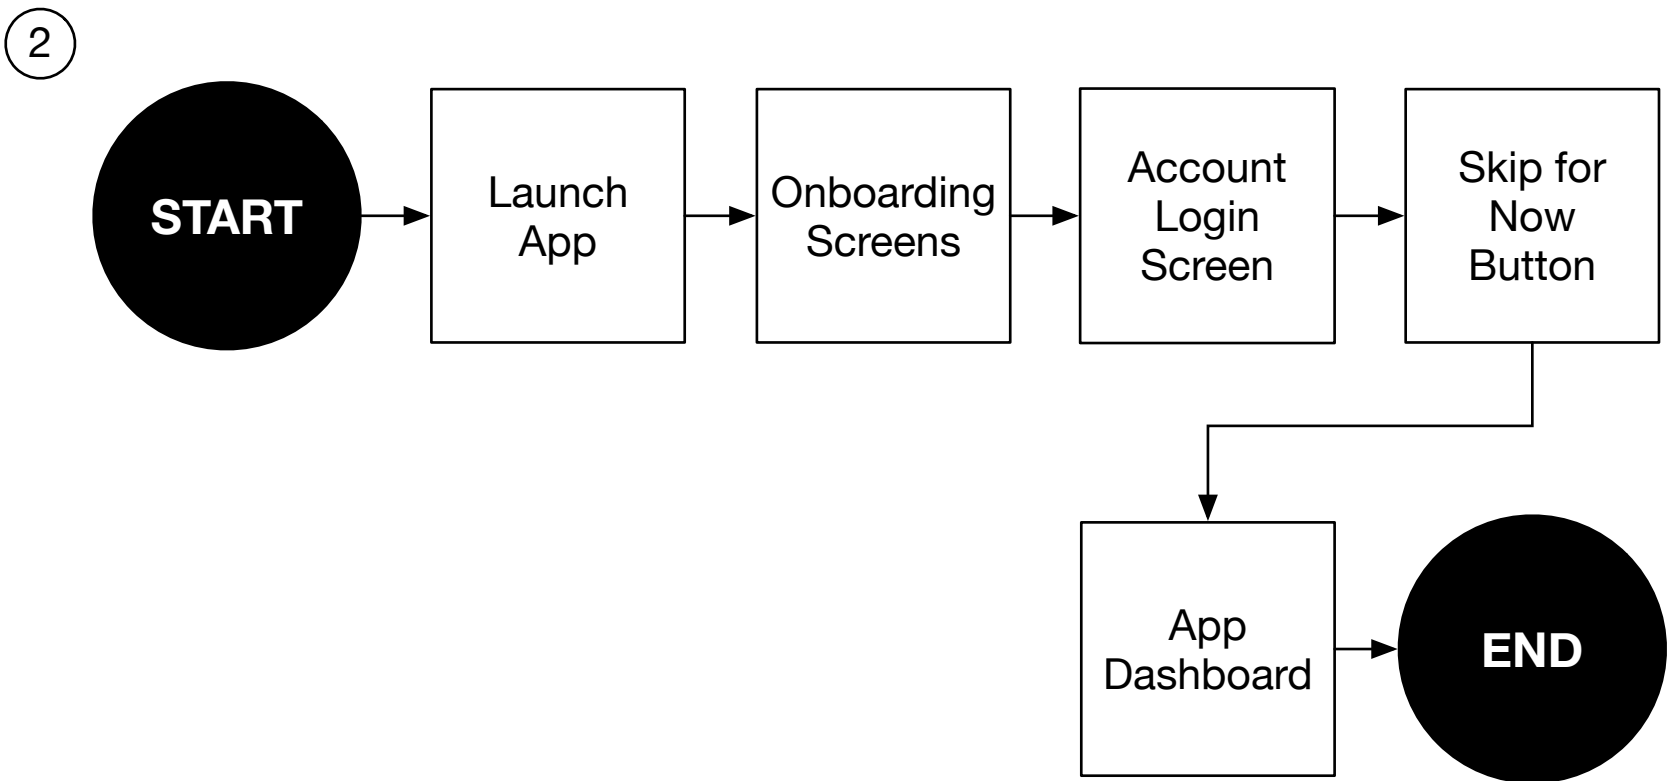 2
START
Launch
App
Onboarding
Screens
Account
Login
Screen
Skip for
Now
Button
App
Dashboard
END